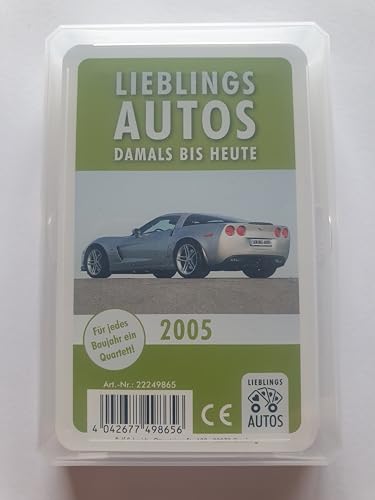 LIEBLINGS
AUTOS
DAMALS BIS HEUTE
Für jedes
Baujahr ein
Quartett!
2005
Art.-Nr.: 22249865
4 042677 498656
CE
LIEBLINGS
AUTOS